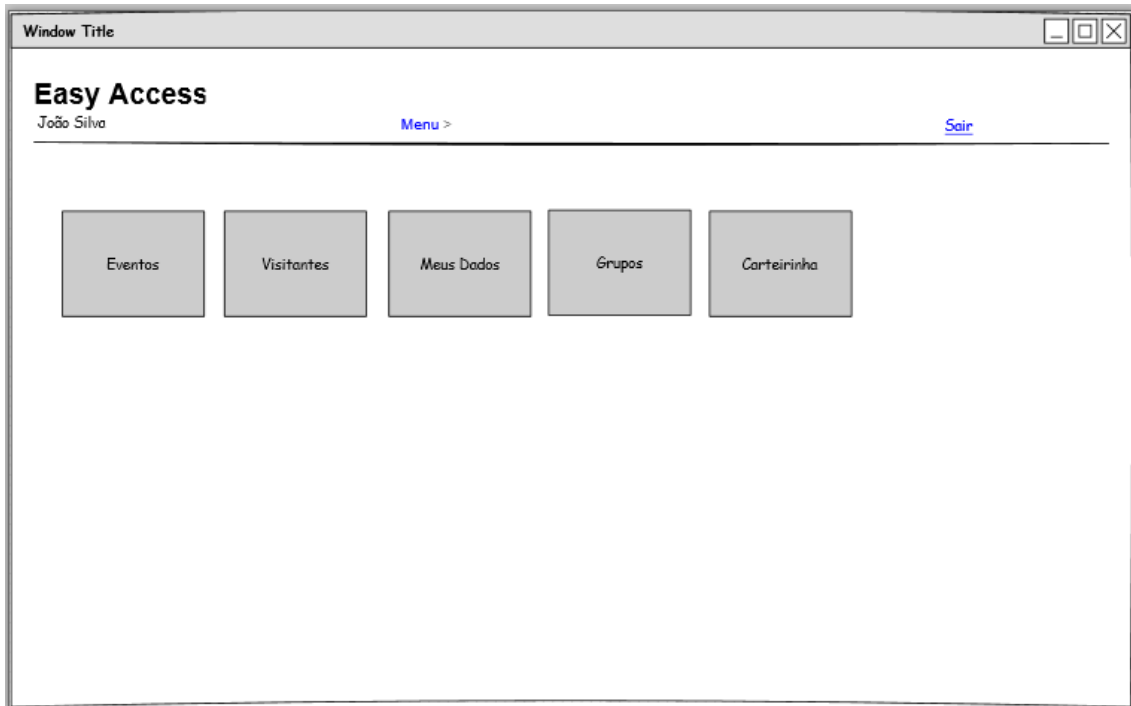 Window Title
Easy Access
João Silva
Menu >
Sair
Eventos
Visitantes
Meus Dados
Grupos
Carteirinha